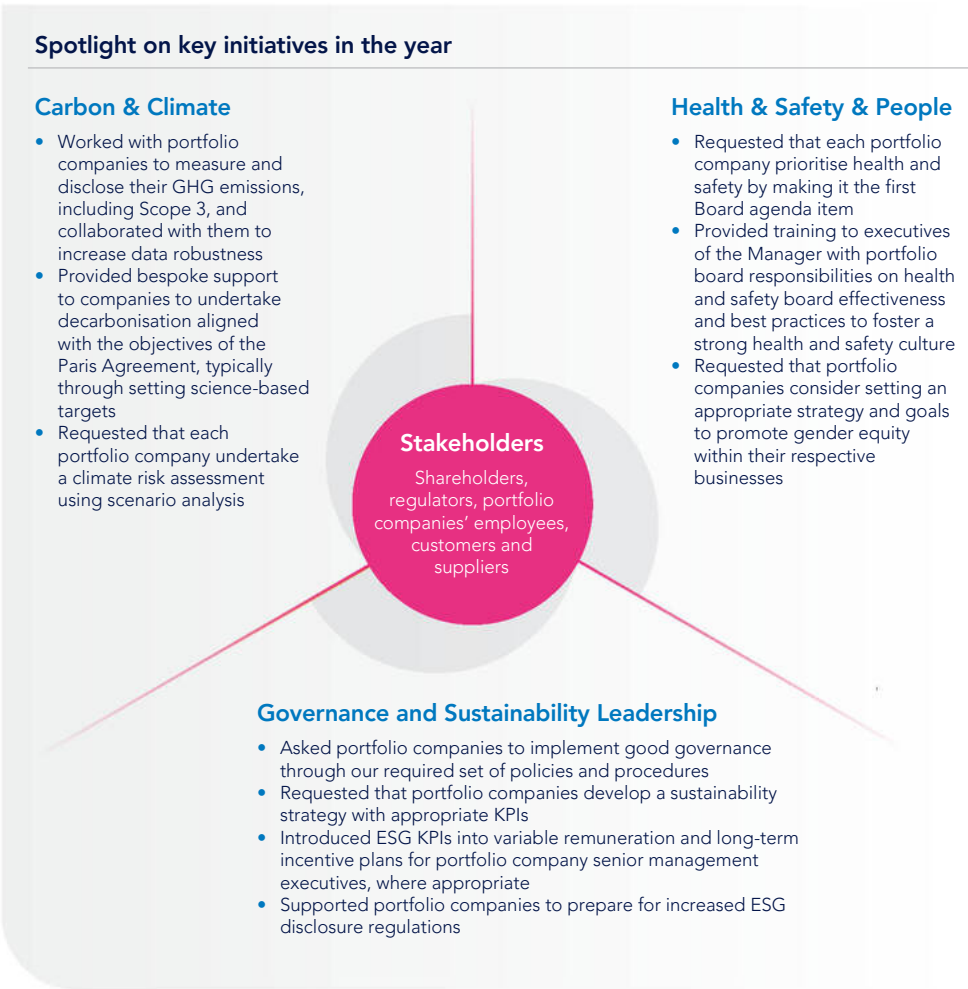 Spotlight on key initiatives in the year
Carbon & Climate
• Worked with portfolio
companies to measure and
disclose their GHG emissions,
including Scope 3, and
collaborated with them to
increase data robustness
• Provided bespoke support
to companies to undertake
decarbonisation aligned
with the objectives of the
Paris Agreement, typically
through setting science-based
targets
• Requested that each
portfolio company undertake
a climate risk assessment
using scenario analysis
Health & Safety & People
• Requested that each portfolio
company prioritise health and
safety by making it the first
Board agenda item
• Provided training to executives
of the Manager with portfolio
board responsibilities on health
and safety board effectiveness
and best practices to foster a
strong health and safety culture
• Requested that portfolio
companies consider setting an
appropriate strategy and goals
to promote gender equity
within their respective
businesses
Stakeholders
Shareholders,
regulators, portfolio
companies’ employees,
customers and
suppliers
Governance and Sustainability Leadership
• Asked portfolio companies to implement good governance
through our required set of policies and procedures
• Requested that portfolio companies develop a sustainability
strategy with appropriate KPIs
• Introduced ESG KPIs into variable remuneration and long-term
incentive plans for portfolio company senior management
executives, where appropriate
• Supported portfolio companies to prepare for increased ESG
disclosure regulations